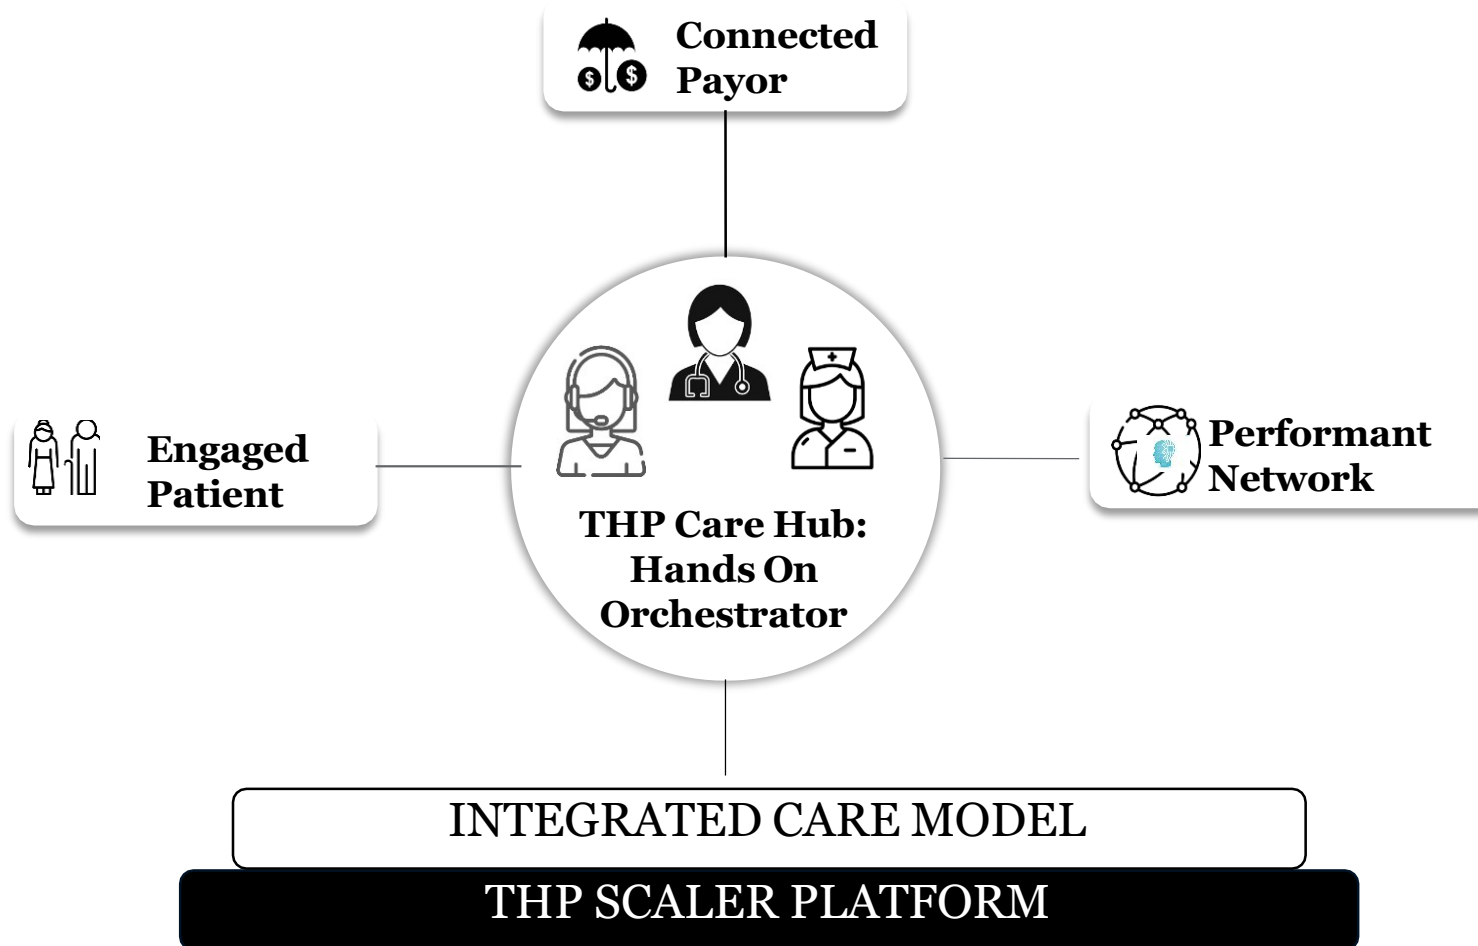 Connected
Payor
Engaged
Patient
THP Care Hub:
Hands On
Orchestrator
Performant
Network
INTEGRATED CARE MODEL
THP SCALER PLATFORM